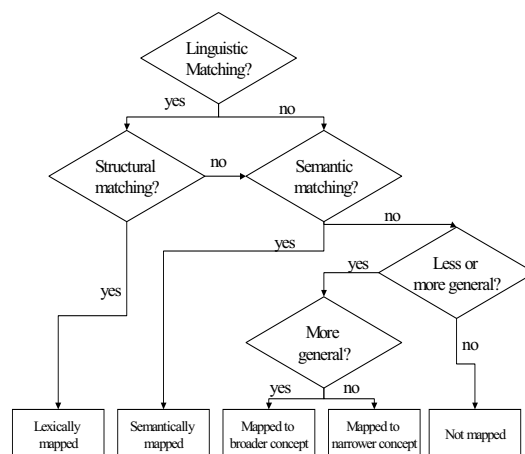 Linguistic
Matching?
yes
no
Structural
matching?
no
Semantic
matching?
no
yes
yes
Less or
more general?
yes
More
general?
no
yes
no
Lexically
mapped
Semantically
mapped
Mapped to
broader concept
Mapped to
narrower concept
Not mapped